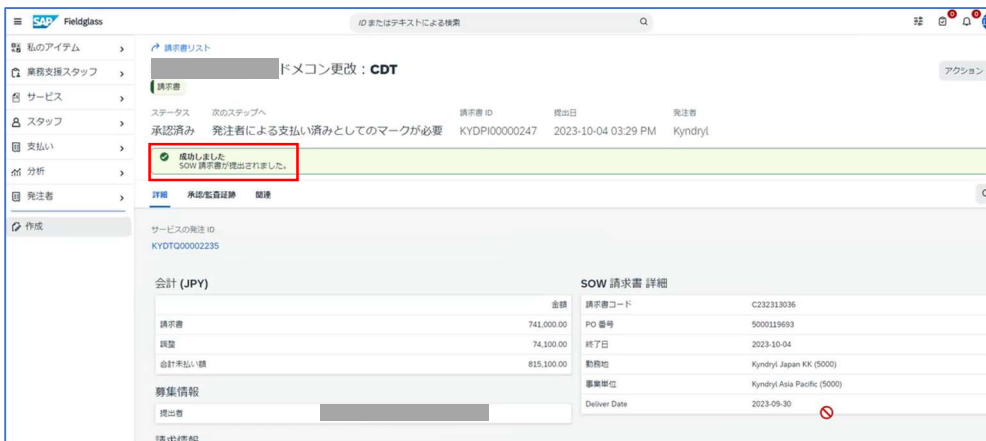 SAP Fieldglass
IDまたはテキストによる検索
0
0
私のアイテム
業務支援スタッフ
サービス
スタッフ
支払い
分析
発注者
作成
請求書リスト
ドメコン更改：CDT
アクション
請求書
ステータス 次のステップへ 請求書 ID 提出日 発注者
承認済み 発注者による支払い済みとしてのマークが必要 KYDPI00000247 2023-10-04 03:29 PM Kyndryl
成功しました
SOW 請求書が提出されました。
詳細 承認/監査証跡 関連
サービスの発注 ID
KYDTQ00002235
会計 (JPY)
金額
請求書 741,000.00
調整 74,100.00
合計未払い額 815,100.00
募集情報
提出者
請求情報
SOW 請求書 詳細
請求書コード C232313036
PO 番号 5000119693
終了日 2023-10-04
勤務地 Kyndryl Japan KK (5000)
事業単位 Kyndryl Asia Pacific (5000)
Deliver Date 2023-09-30